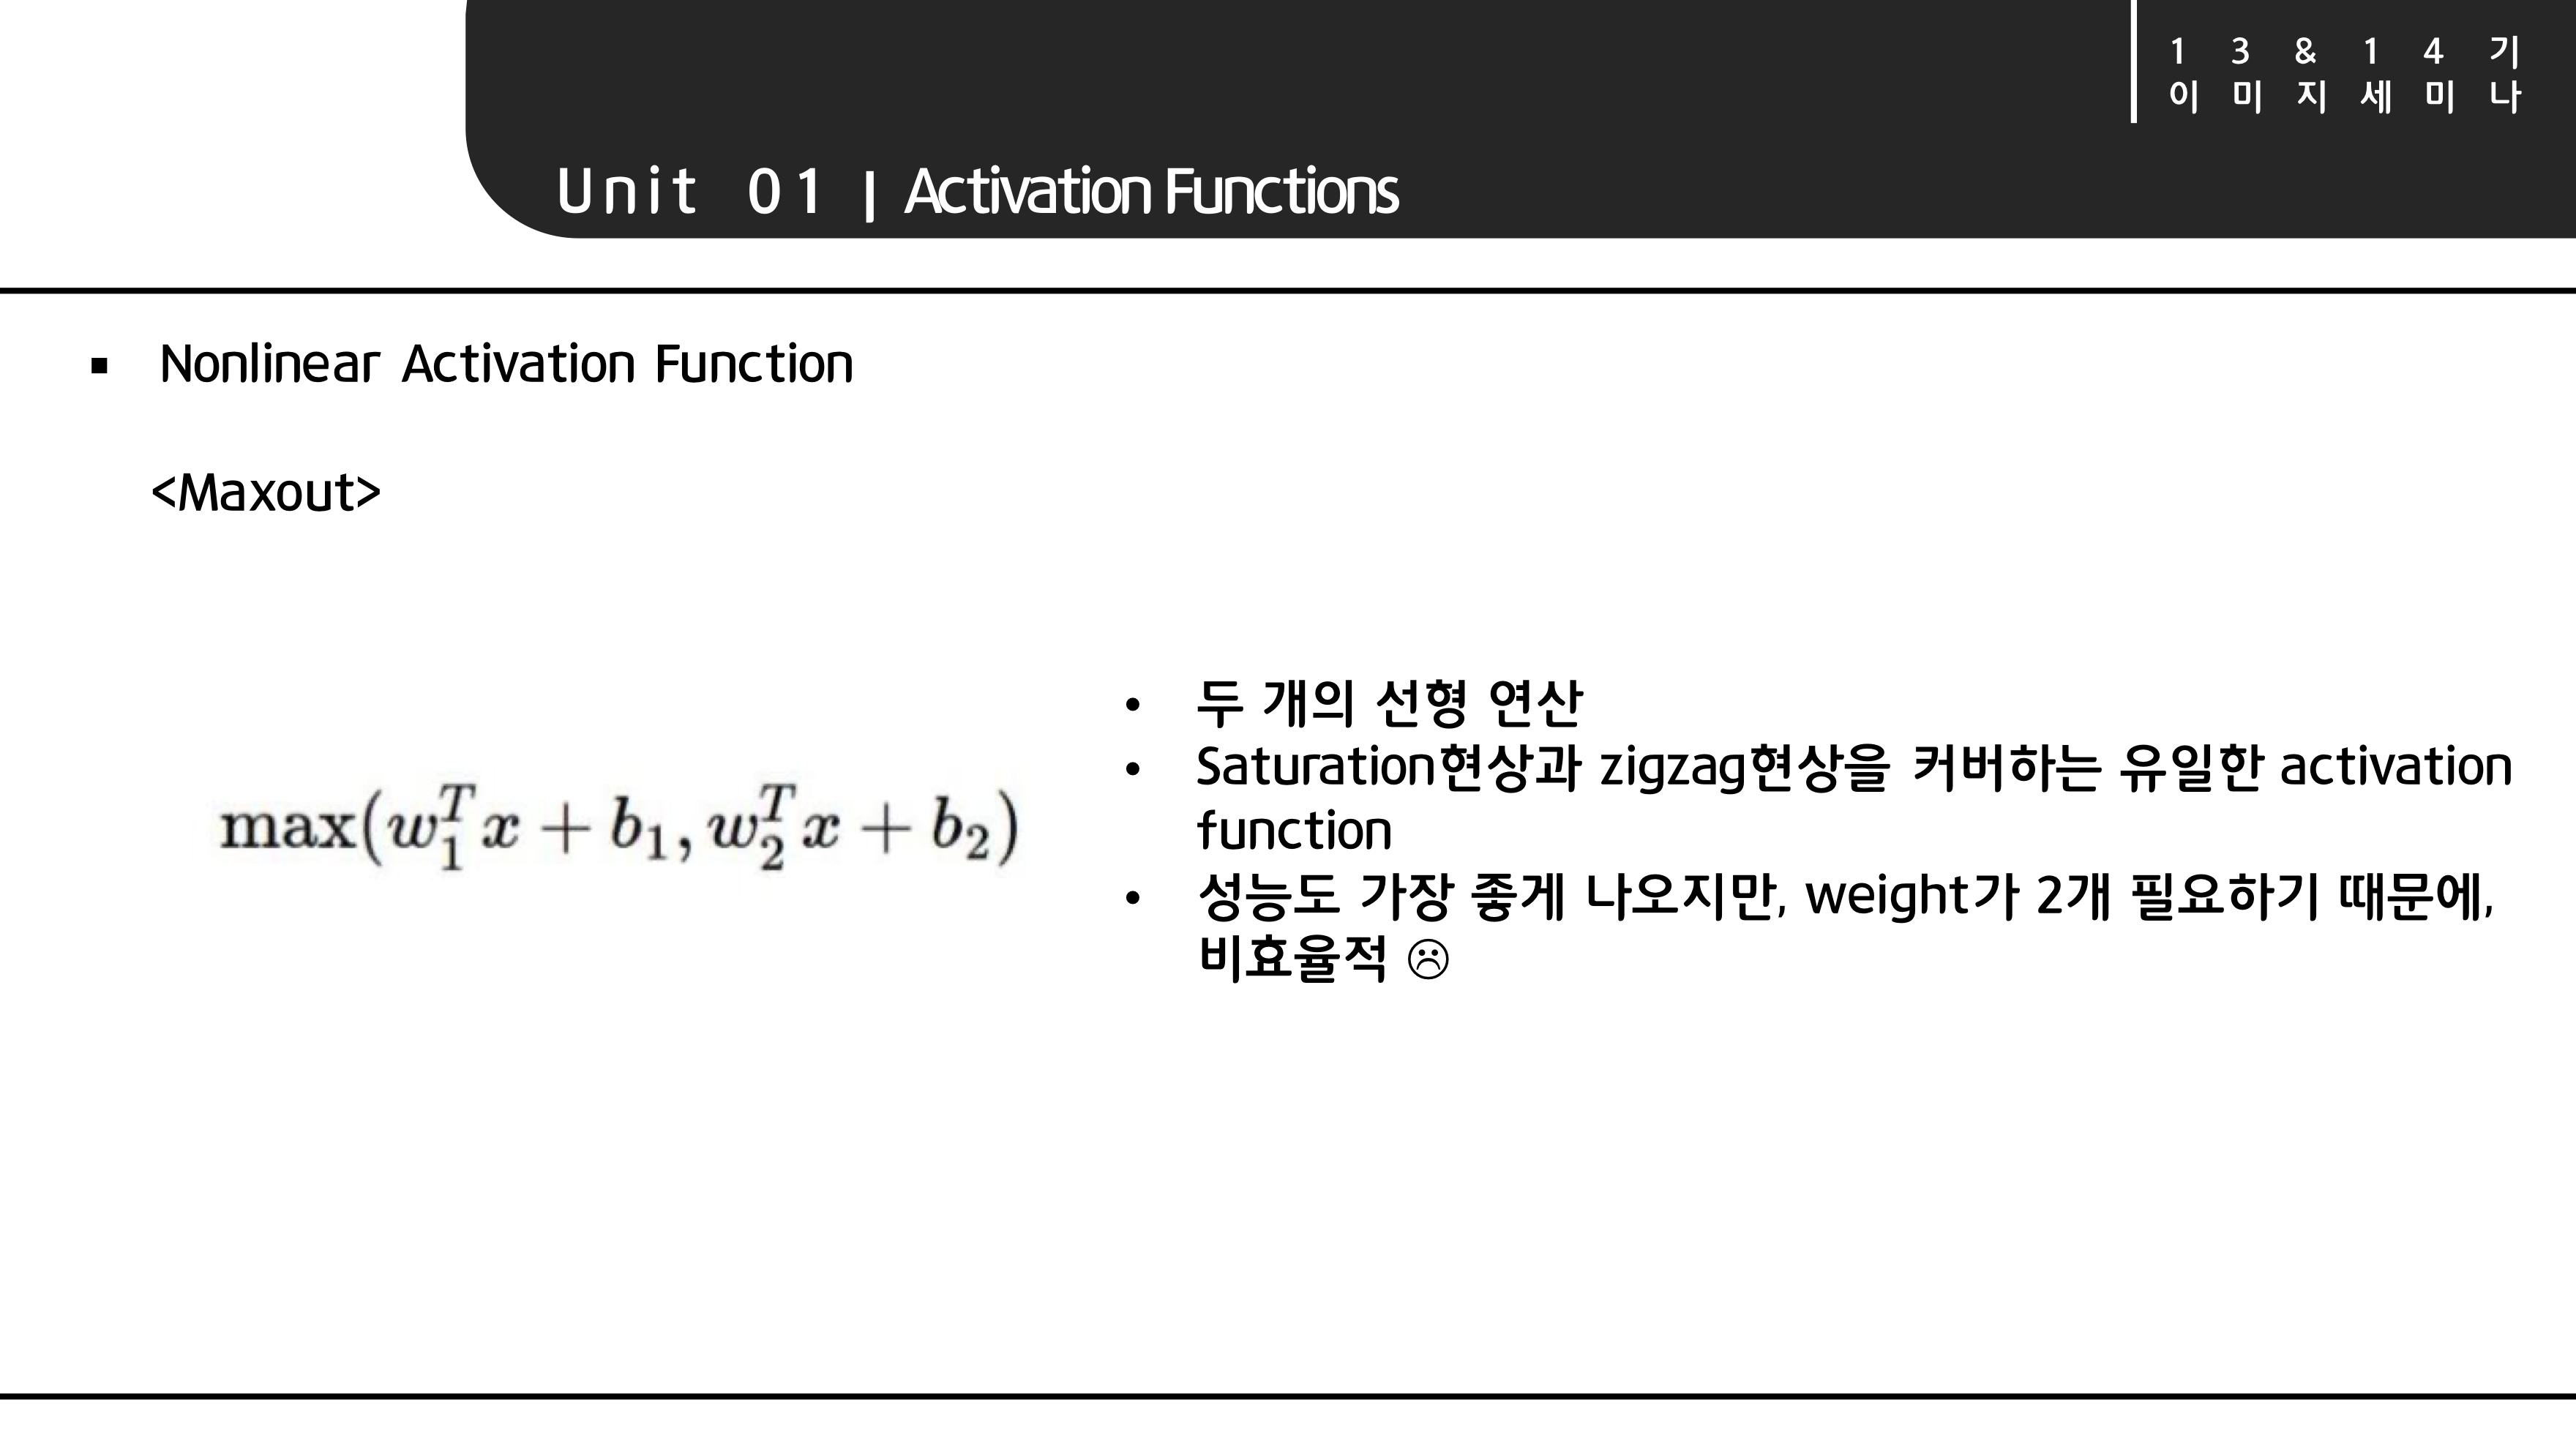 13&14기
이미지세미나
Unit 01 | Activation Functions
▪ Nonlinear Activation Function
<Maxout>
max(w_1^T x + b_1, w_2^T x + b_2)
• 두 개의 선형 연산
• Saturation현상과 zigzag현상을 커버하는 유일한 activation
function
• 성능도 가장 좋게 나오지만, weight가 2개 필요하기 때문에,
비효율적 ☹